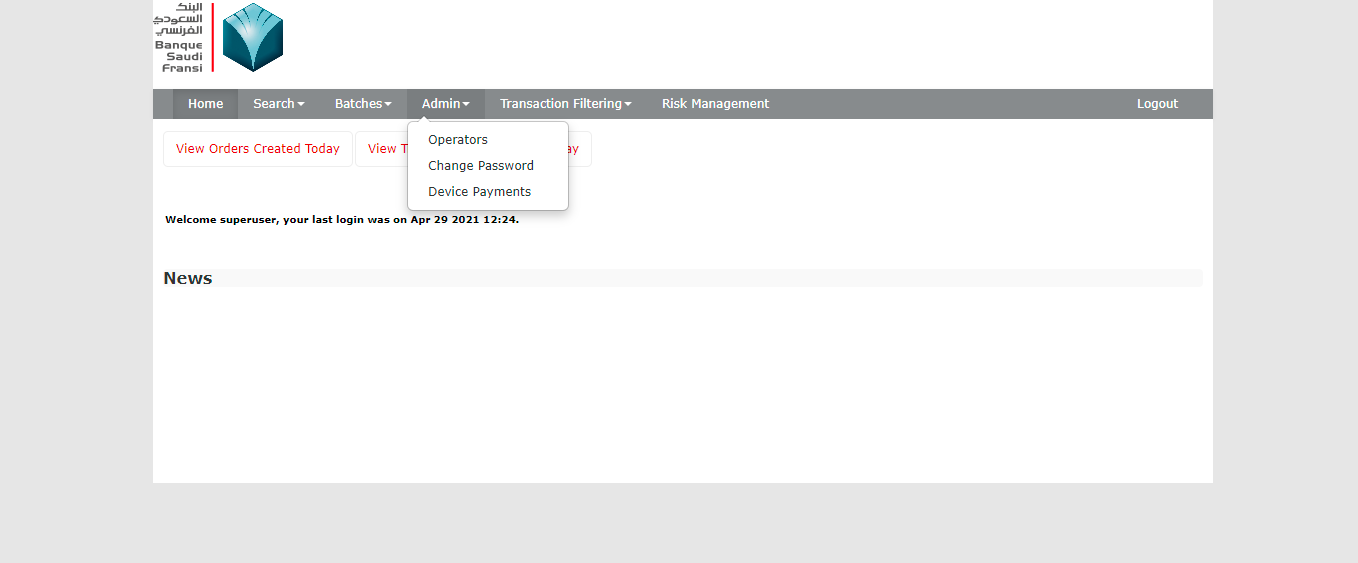 البنك
السعودي
الفرنسي
Banque
Saudi
Fransi
Home Search Batches Admin Transaction Filtering Risk Management Logout
View Orders Created Today View T ay
Operators
Change Password
Device Payments
Welcome superuser, your last login was on Apr 29 2021 12:24.
News